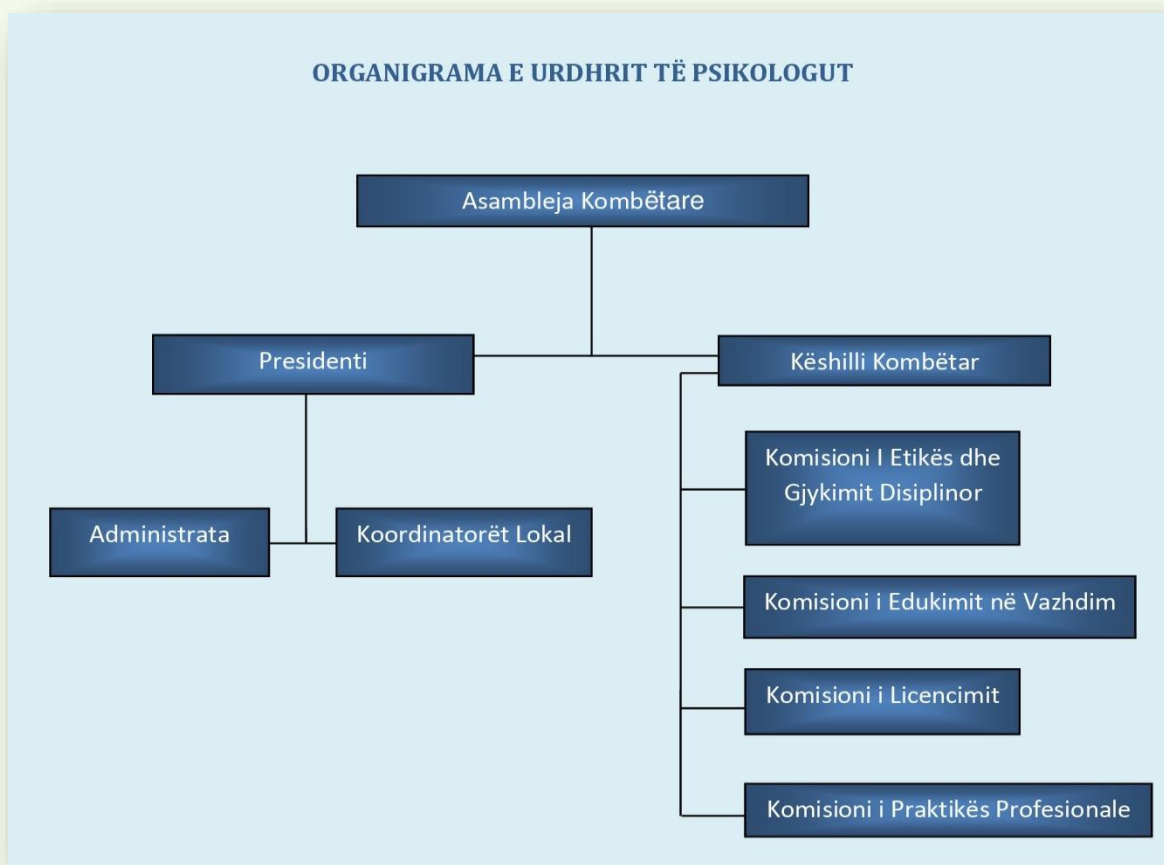 ORGANIGRAMA E URDHRIT TË PSIKOLOGUT
Asambleja Kombëtare
Presidenti
Këshilli Kombëtar
Komisioni I Etikës dhe
Gjykimit Disiplinor
Administrata
Koordinatorët Lokal
Komisioni i Edukimit në Vazhdim
Komisioni i Licencimit
Komisioni i Praktikës Profesionale